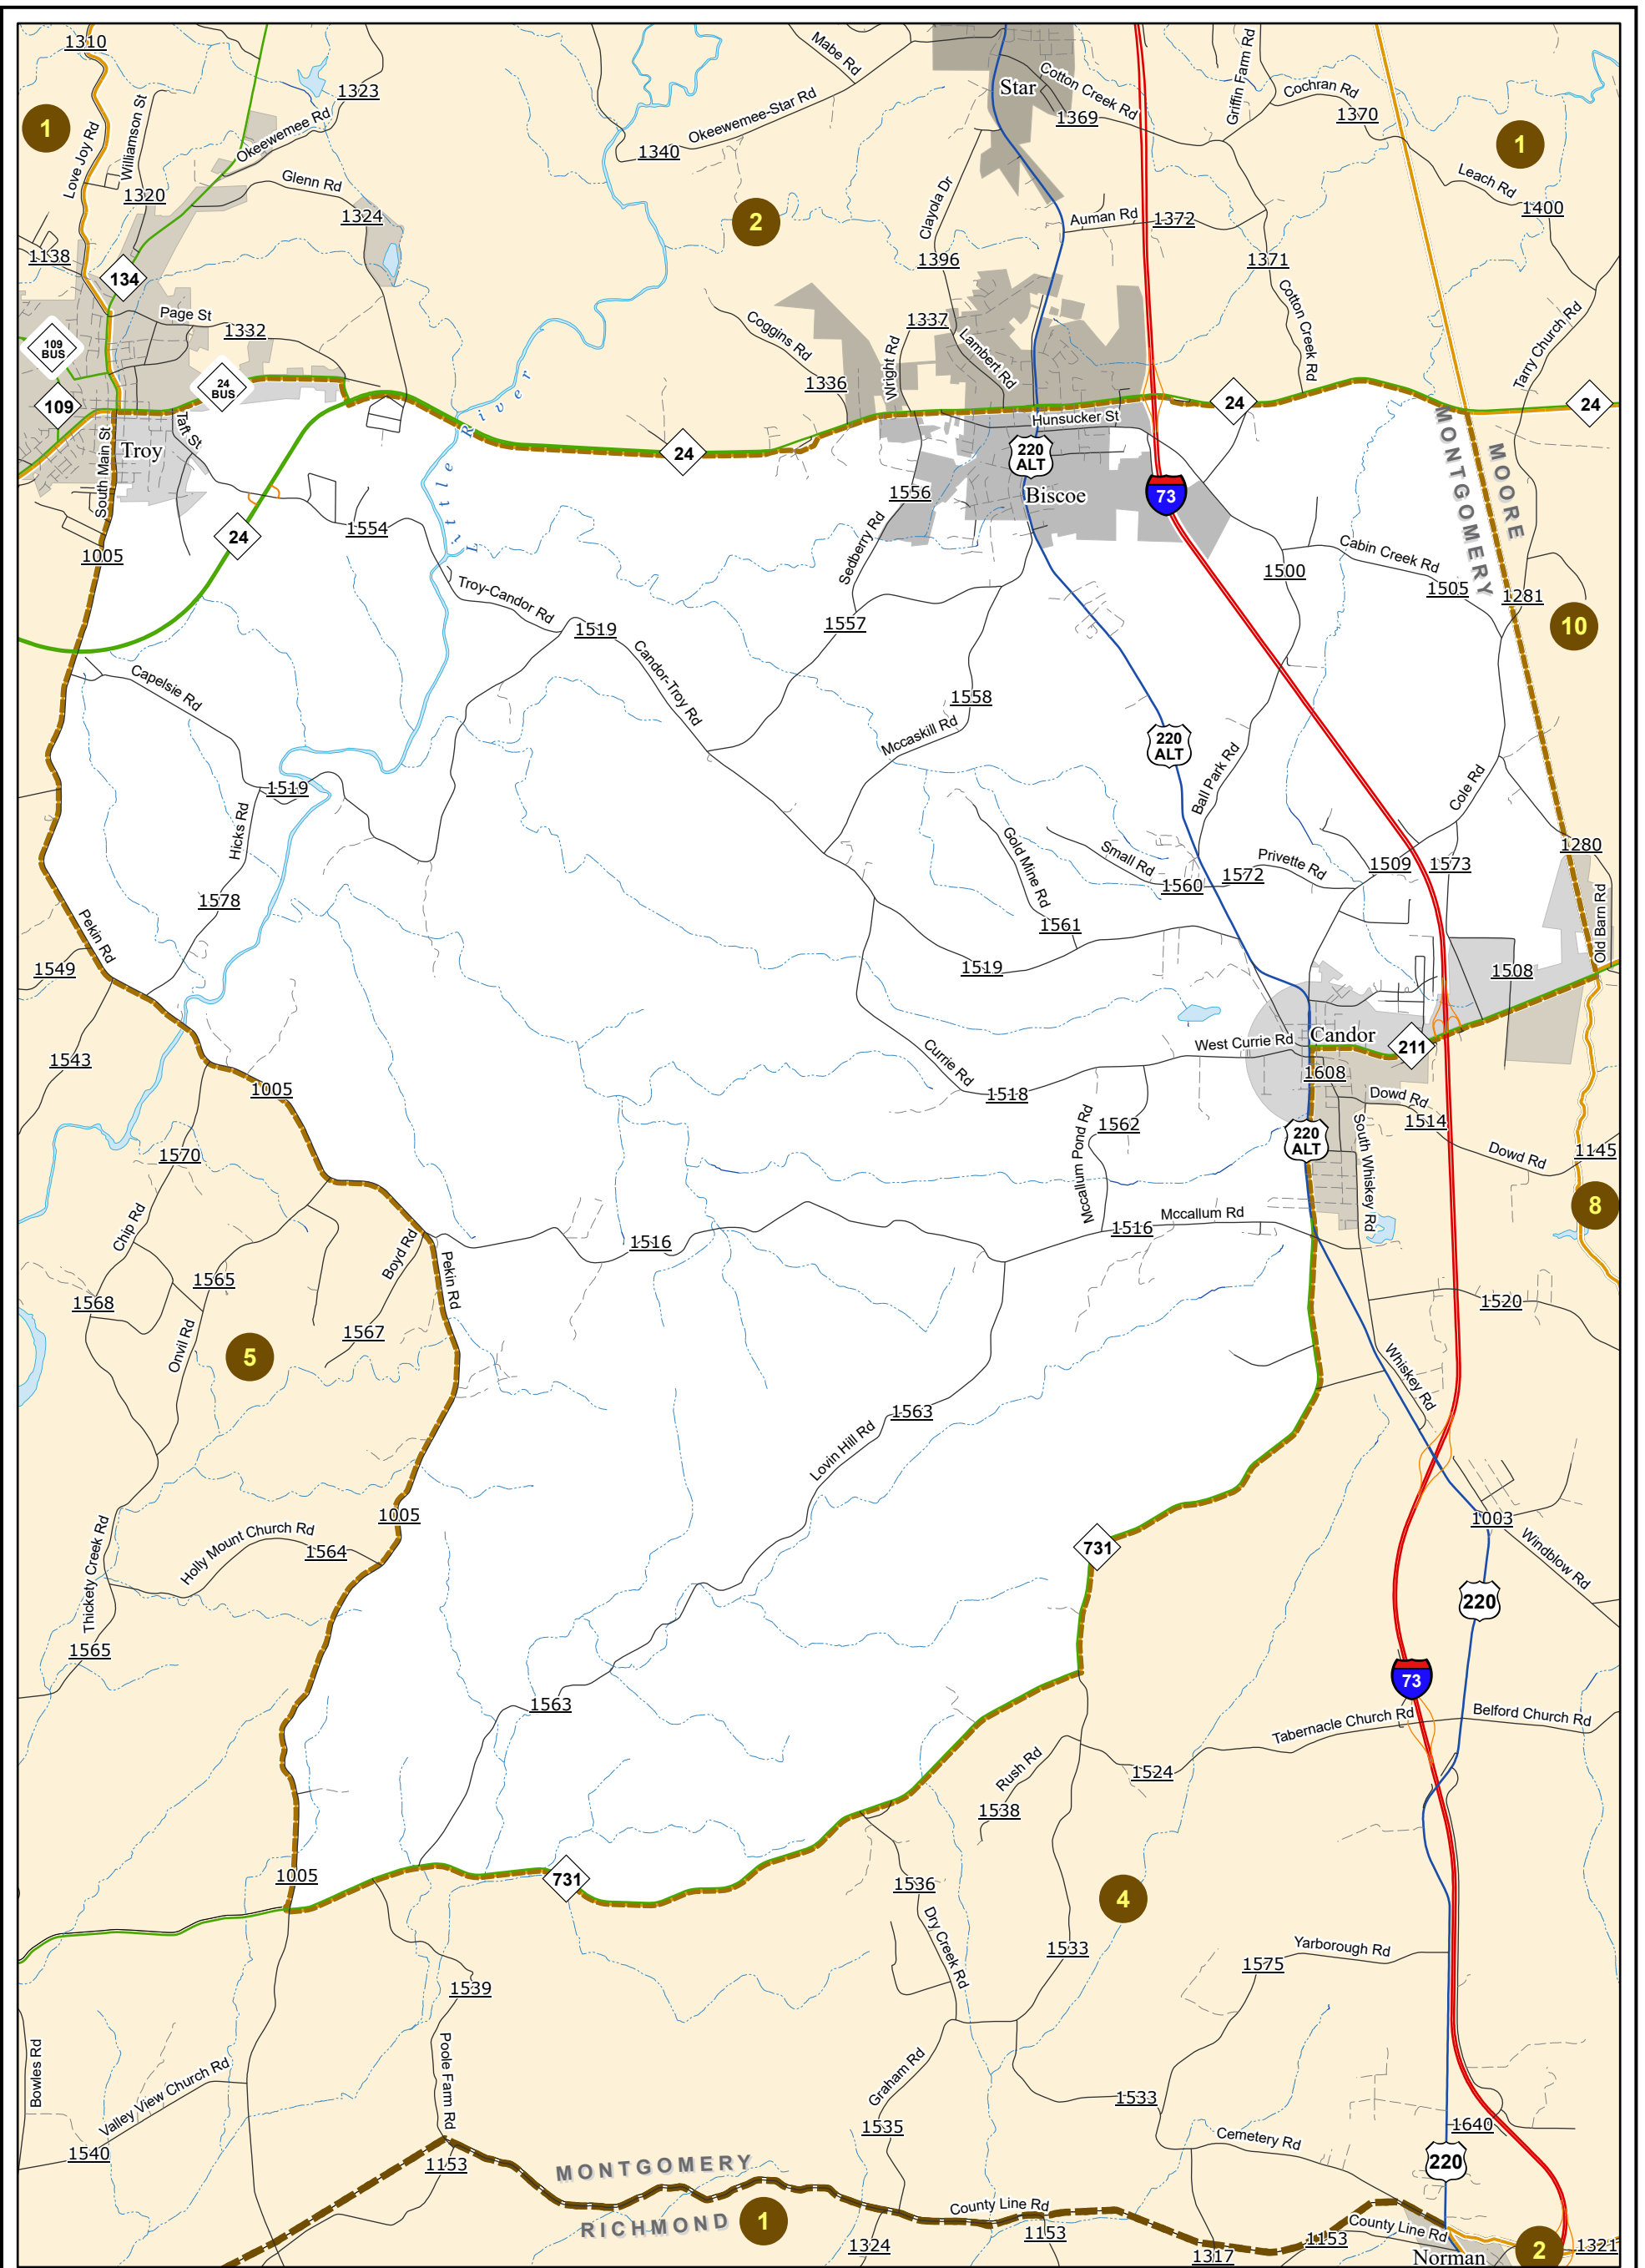 1310
1323
Mabe Rd
Star
Cotton Creek Rd
1369
Griffin Farm Rd
Cochran Rd
1370
1
Love Joy Rd
Williamson St
Okeewemee Rd
Okeewemee-Star Rd
1340
1
Leach Rd
1400
1320
Glenn Rd
1324
2
Clayola Dr
1396
Auman Rd
1372
1371
1138
134
Page St
1332
Coggins Rd
1336
1337
Wright Rd
Lambert Rd
Cotton Creek Rd
Tarry Church Rd
109
BUS
24
BUS
109
Troy
Taft St
South Main St
24
Little River
Hunsucker St
220
ALT
Biscoe
24
24
MONTGOMERY
MOORE
73
1005
24
1554
1556
Sedberry Rd
1557
Troy-Candor Rd
1519
Candor-Troy Rd
1500
Cabin Creek Rd
1505
1281
10
Capelsie Rd
1558
Mccaskill Rd
220
ALT
Ball Park Rd
Cole Rd
1519
Hicks Rd
1578
Gold Mine Rd
1561
Small Rd
1560
1572
Privette Rd
1509
1573
1280
Old Barn Rd
Pekin Rd
1549
1543
1519
1508
1005
Currie Rd
1518
West Currie Rd
Candor
211
1608
Dowd Rd
1514
Dowd Rd
1145
8
1570
Chip Rd
Mccallum Pond Rd
1562
220
ALT
South Whiskey Rd
1565
1568
Onvil Rd
Boyd Rd
1567
Pekin Rd
1516
1516
Mccallum Rd
1520
5
Whiskey Rd
1563
Lovin Hill Rd
1005
Holly Mount Church Rd
1564
Thickety Creek Rd
1565
731
1003
Windblow Rd
220
73
1563
Tabernacle Church Rd
Belford Church Rd
Rush Rd
1538
1524
1005
731
1536
Dry Creek Rd
4
1533
1575
Yarborough Rd
1539
Poole Farm Rd
Bowles Rd
Valley View Church Rd
1540
Graham Rd
1535
1533
Cemetery Rd
1640
220
1153
MONTGOMERY
RICHMOND
1
County Line Rd
1153
1324
1317
1153
County Line Rd
Norman
2
1321